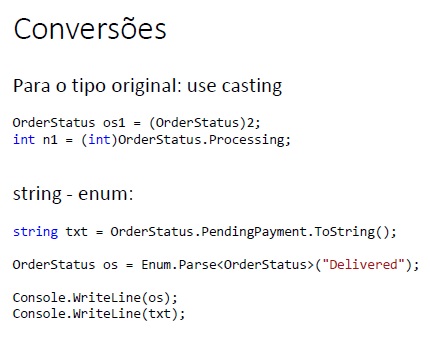 Conversões
Para o tipo original: use casting
OrderStatus os1 = (OrderStatus)2;
int n1 = (int)OrderStatus.Processing;
string - enum:
string txt = OrderStatus.PendingPayment.ToString();
OrderStatus os = Enum.Parse<OrderStatus>("Delivered");
Console.WriteLine(os);
Console.WriteLine(txt);